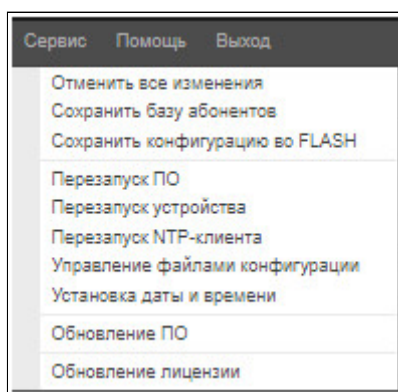 Сервис Помощь Выход
Отменить все изменения
Сохранить базу абонентов
Сохранить конфигурацию во FLASH
Перезапуск ПО
Перезапуск устройства
Перезапуск NTP-клиента
Управление файлами конфигурации
Установка даты и времени
Обновление ПО
Обновление лицензии